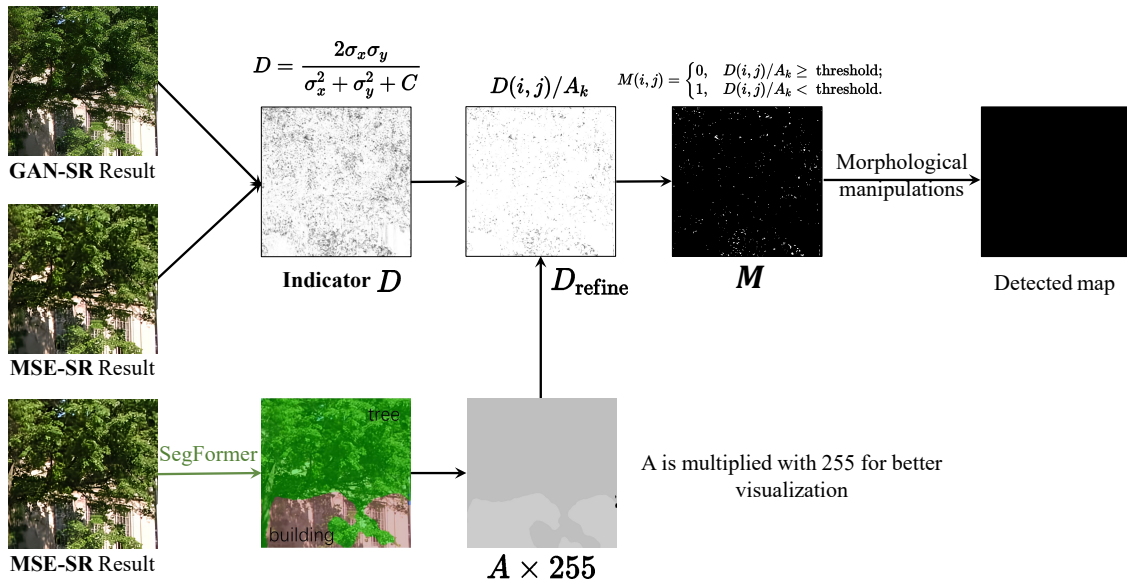 D = 2σ_xσ_y / (σ_x^2 + σ_y^2 + C)
D(i, j)/A_k
M(i, j) = {0, D(i, j)/A_k ≥ threshold;
1, D(i, j)/A_k < threshold.
GAN-SR Result
Indicator D
D_refine
M
Morphological
manipulations
Detected map
MSE-SR Result
SegFormer
tree
building
A is multiplied with 255 for better
visualization
MSE-SR Result
A × 255